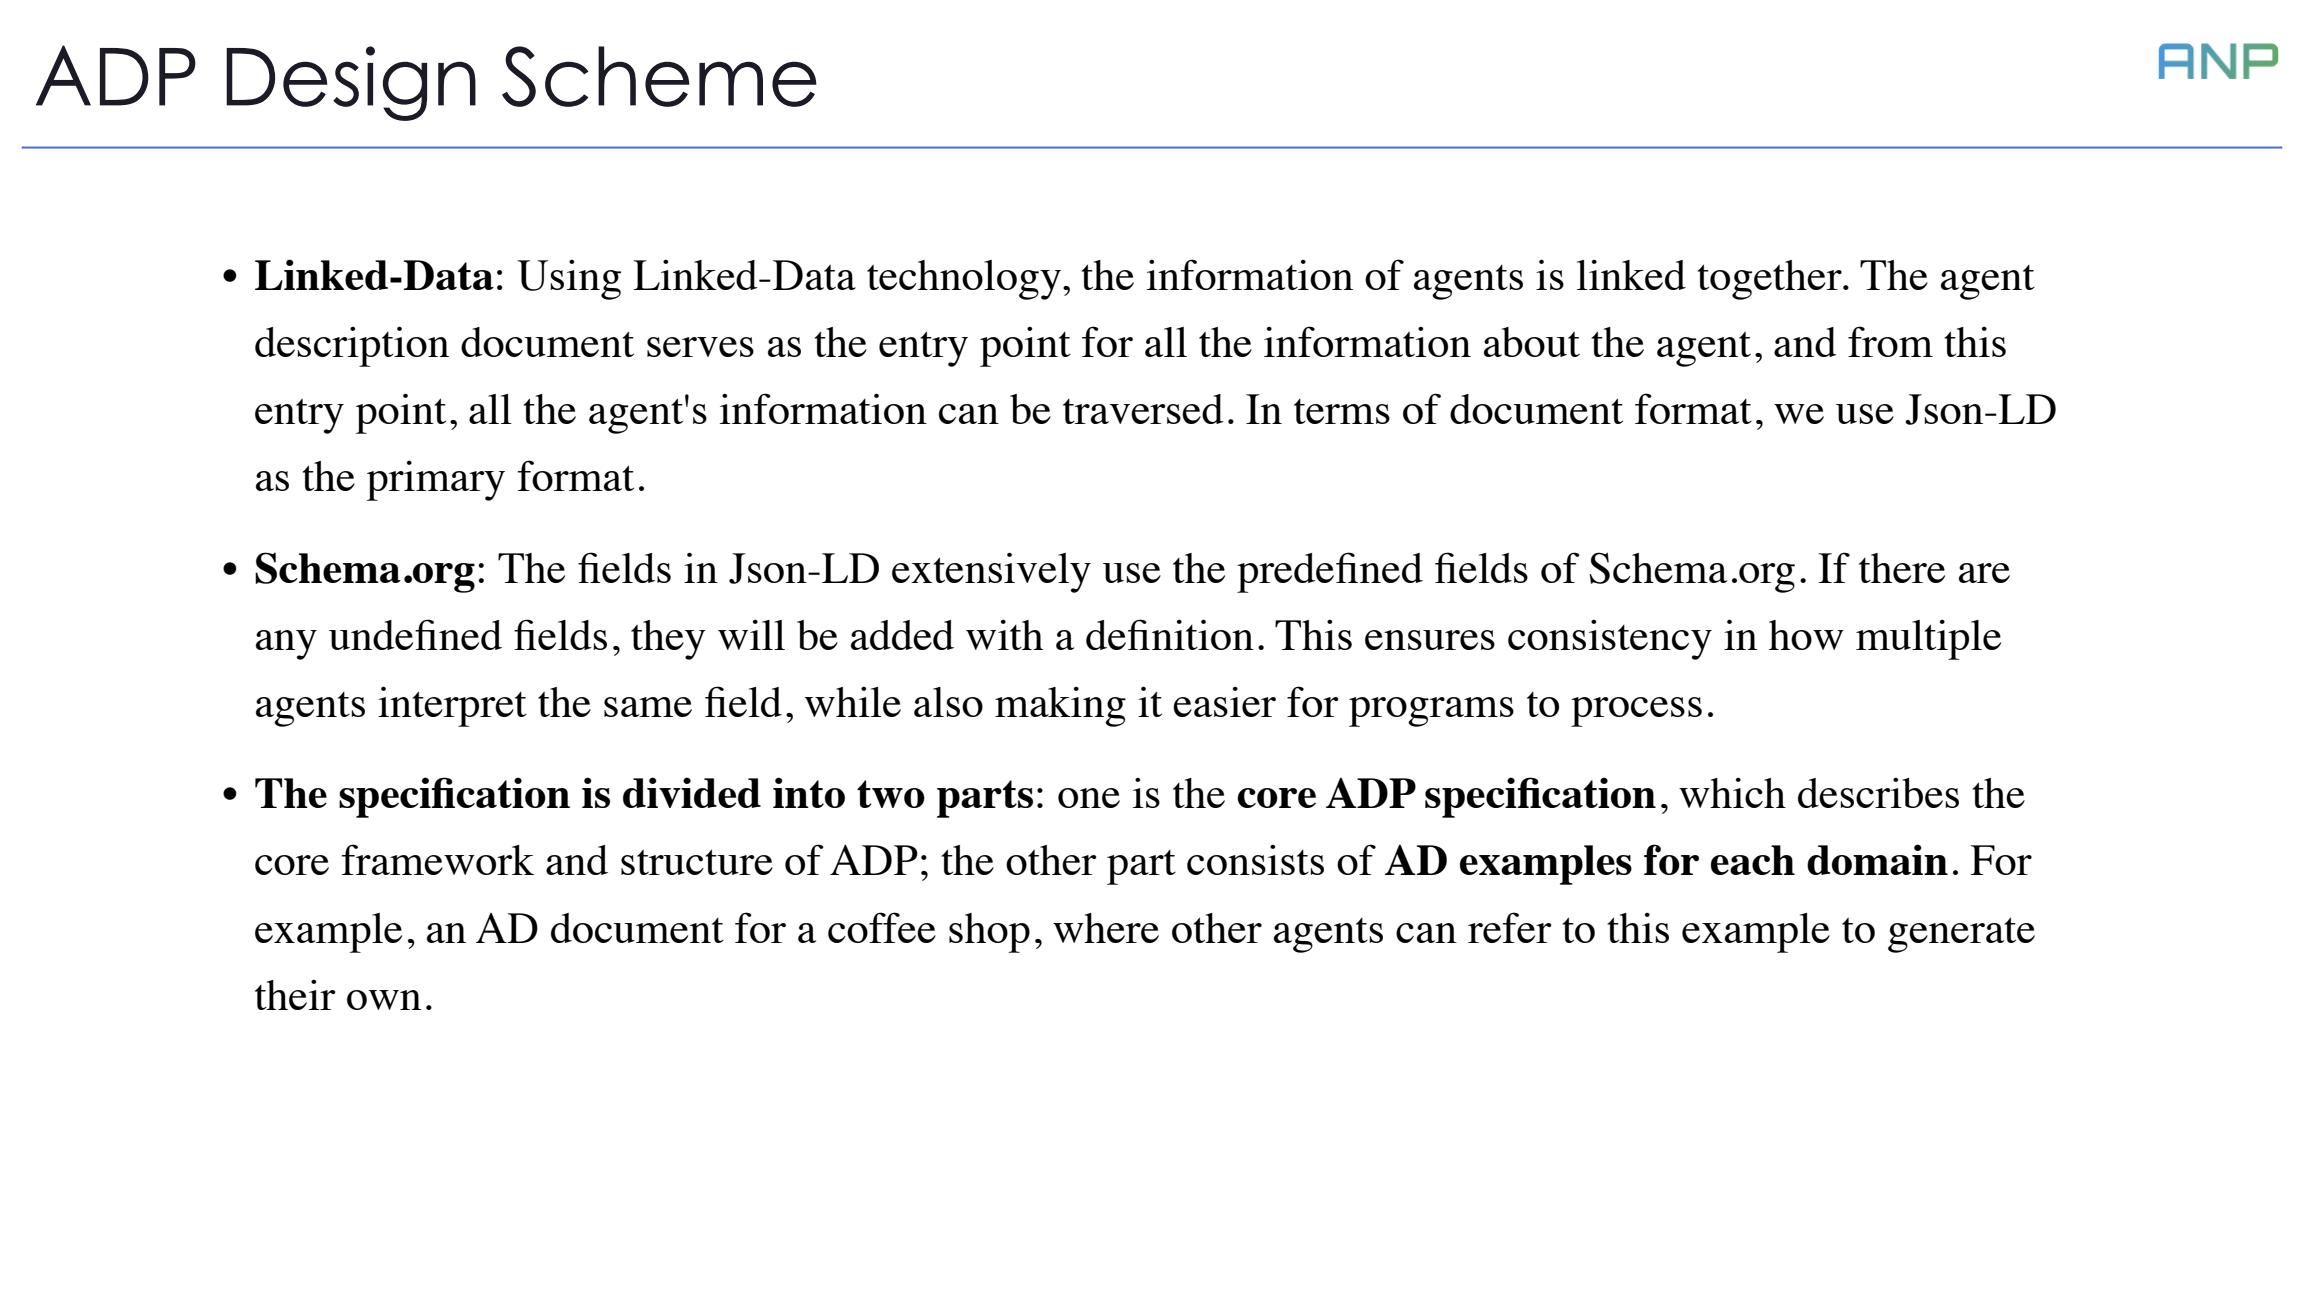 ADP Design Scheme
ANP
• Linked-Data: Using Linked-Data technology, the information of agents is linked together. The agent
description document serves as the entry point for all the information about the agent, and from this
entry point, all the agent's information can be traversed. In terms of document format, we use Json-LD
as the primary format.
• Schema.org: The fields in Json-LD extensively use the predefined fields of Schema.org. If there are
any undefined fields, they will be added with a definition. This ensures consistency in how multiple
agents interpret the same field, while also making it easier for programs to process.
• The specification is divided into two parts: one is the core ADP specification, which describes the
core framework and structure of ADP; the other part consists of AD examples for each domain. For
example, an AD document for a coffee shop, where other agents can refer to this example to generate
their own.